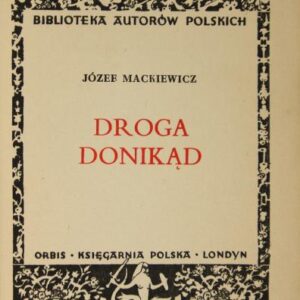 BIBLIOTEKA AUTORÓW POLSKICH
JÓZEF MACKIEWICZ
DROGA
DONIKĄD
ORBIS • KSIĘGARNIA POLSKA • LONDYN